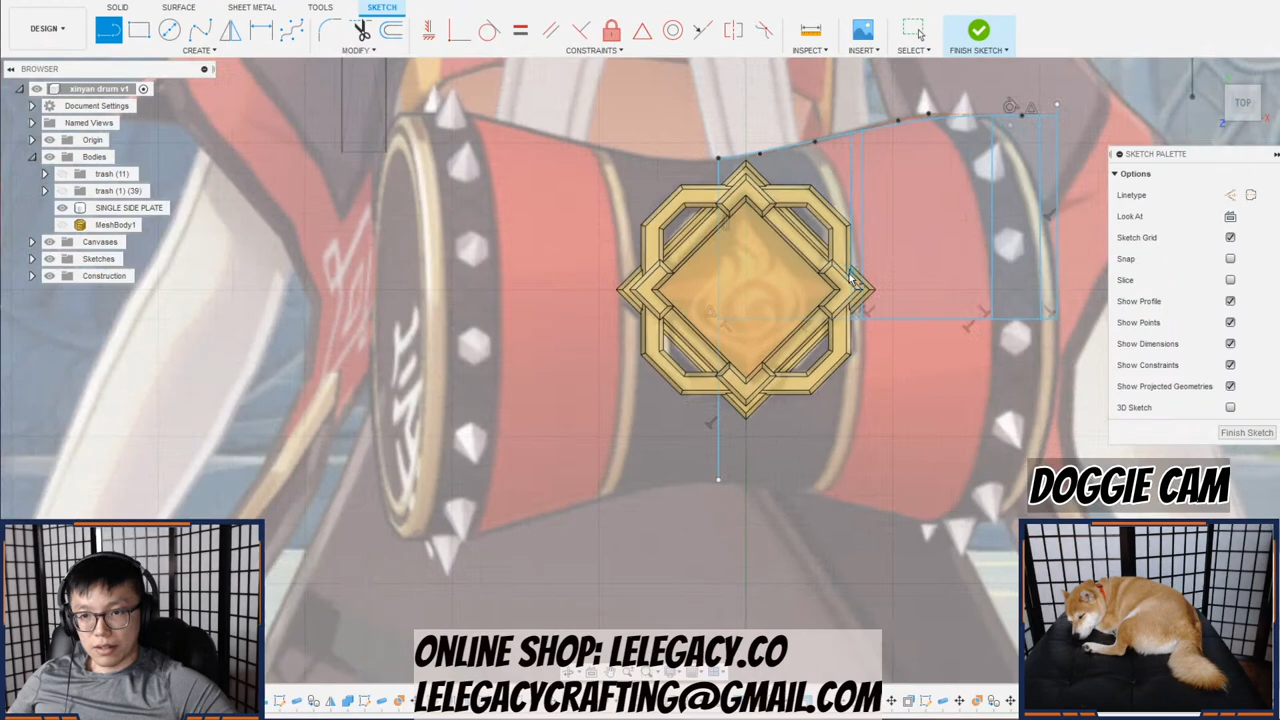 SOLID SURFACE SHEET METAL TOOLS SKETCH
DESIGN
CREATE MODIFY CONSTRAINTS INSPECT INSERT SELECT FINISH SKETCH
BROWSER
xinyan drum v1
Document Settings
Named Views
Origin
Bodies
trash (11)
trash (1) (39)
SINGLE SIDE PLATE
MeshBody1
Canvases
Sketches
Construction
TOP
Z
X
SKETCH PALETTE
Options
Linetype
Look At
Sketch Grid
Snap
Slice
Show Profile
Show Points
Show Dimensions
Show Constraints
Show Projected Geometries
3D Sketch
Finish Sketch
DOGGIE CAM
ONLINE SHOP: LELEGACY.CO
LELEGACYCRAFTING@GMAIL.COM